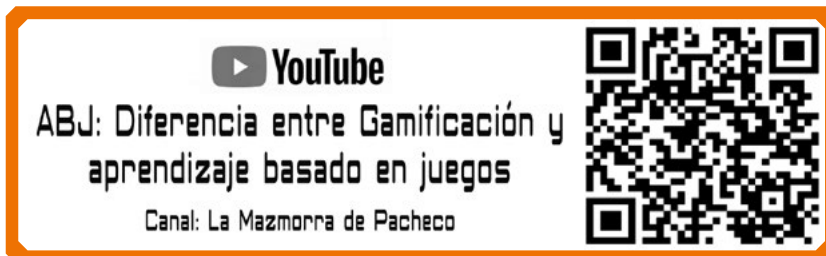 YouTube
ABJ: Diferencia entre Gamificación y
aprendizaje basado en juegos
Canal: La Mazmorra de Pacheco